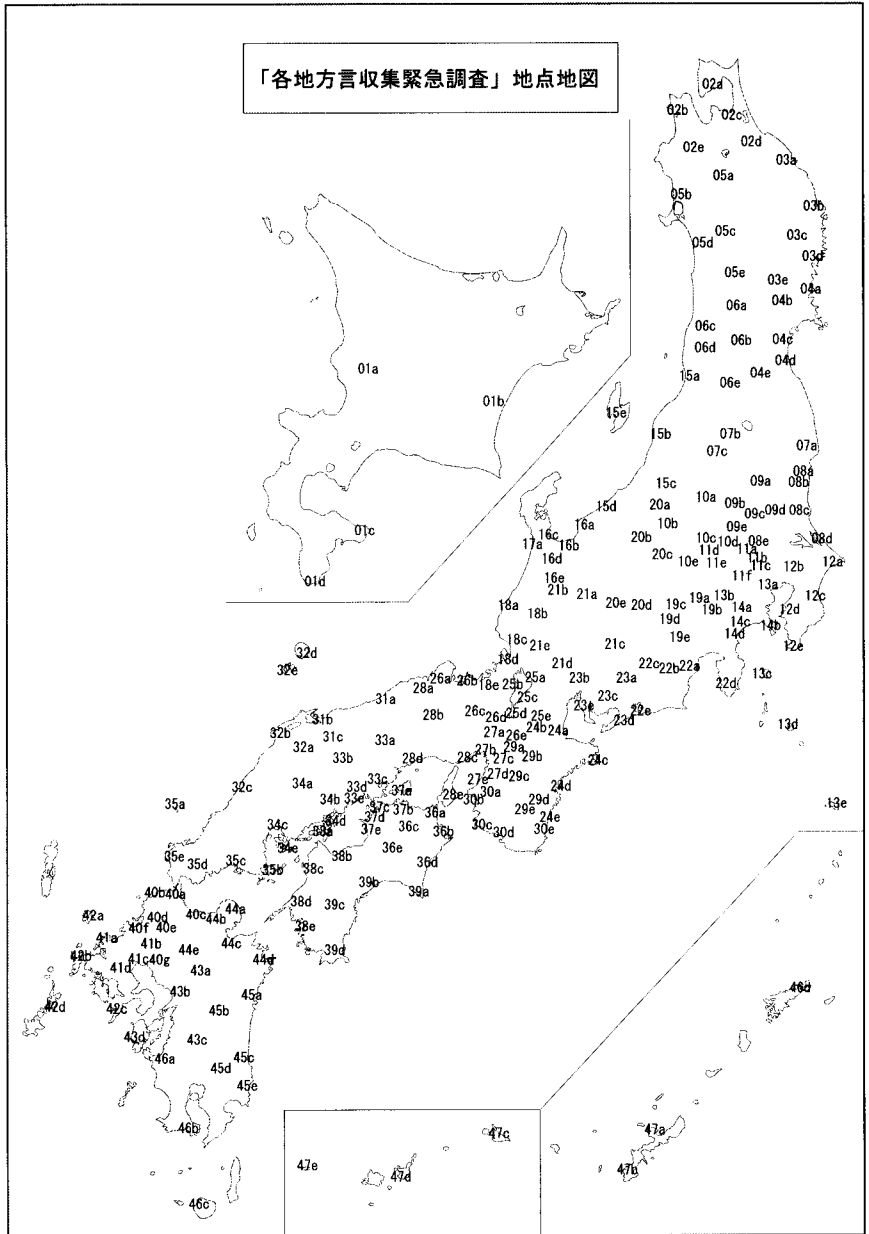 「各地方言収集緊急調査」地点地図
02a
02b
02c
02d
02e
03a
05a
05b
03b
05c
03c
05d
03d
05e
03e
04a
04b
06a
06c
06b
04c
06d
04d
15a
04e
06e
01a
01b
15e
15b
07b
07a
07c
08a
09a
08b
15c
10a
20a
09b
15d
09d
08c
09c
01c
16a
10b
09e
16c
20b
10c
10d
08e
08d
17a
16b
11d
11a
20c
11b
16d
10e
11e
11c
12b
12a
11f
01d
16e
13a
21b
21a
13b
12c
19a
20e
20d
19c
18a
19b
14a
12d
18b
19d
14c
14b
14d
19e
18c
21e
21c
12e
32d
18d
21d
22c
32e
22b
22a
13c
26a
26b
25a
23b
23a
22d
28a
18e
25b
31a
25c
23c
23e
28b
26c
25d
25e
22e
31b
26d
23d
13d
24b
32b
31c
33a
27a
26e
24a
32a
27b
29a
33b
28d
28c
27c
29b
24c
33c
27d
27e
29c
32c
34a
33d
37a
30a
24d
34b
33e
28e
30b
29d
35a
37c
37b
29e
13e
37d
36a
24e
34c
34d
38a
37e
36c
36b
30c
30d
30e
34e
36e
35e
35d
35c
38b
36d
35b
38c
39b
39a
40b
40a
38d
39c
44a
42a
40d
40c
44b
38e
40f
40e
41a
41b
44c
44e
39d
42b
41c
40g
44d
41d
43a
43b
46d
45a
42d
42c
45b
43d
43c
46a
45c
45d
45e
46b
47c
47a
47e
47d
47b
46c